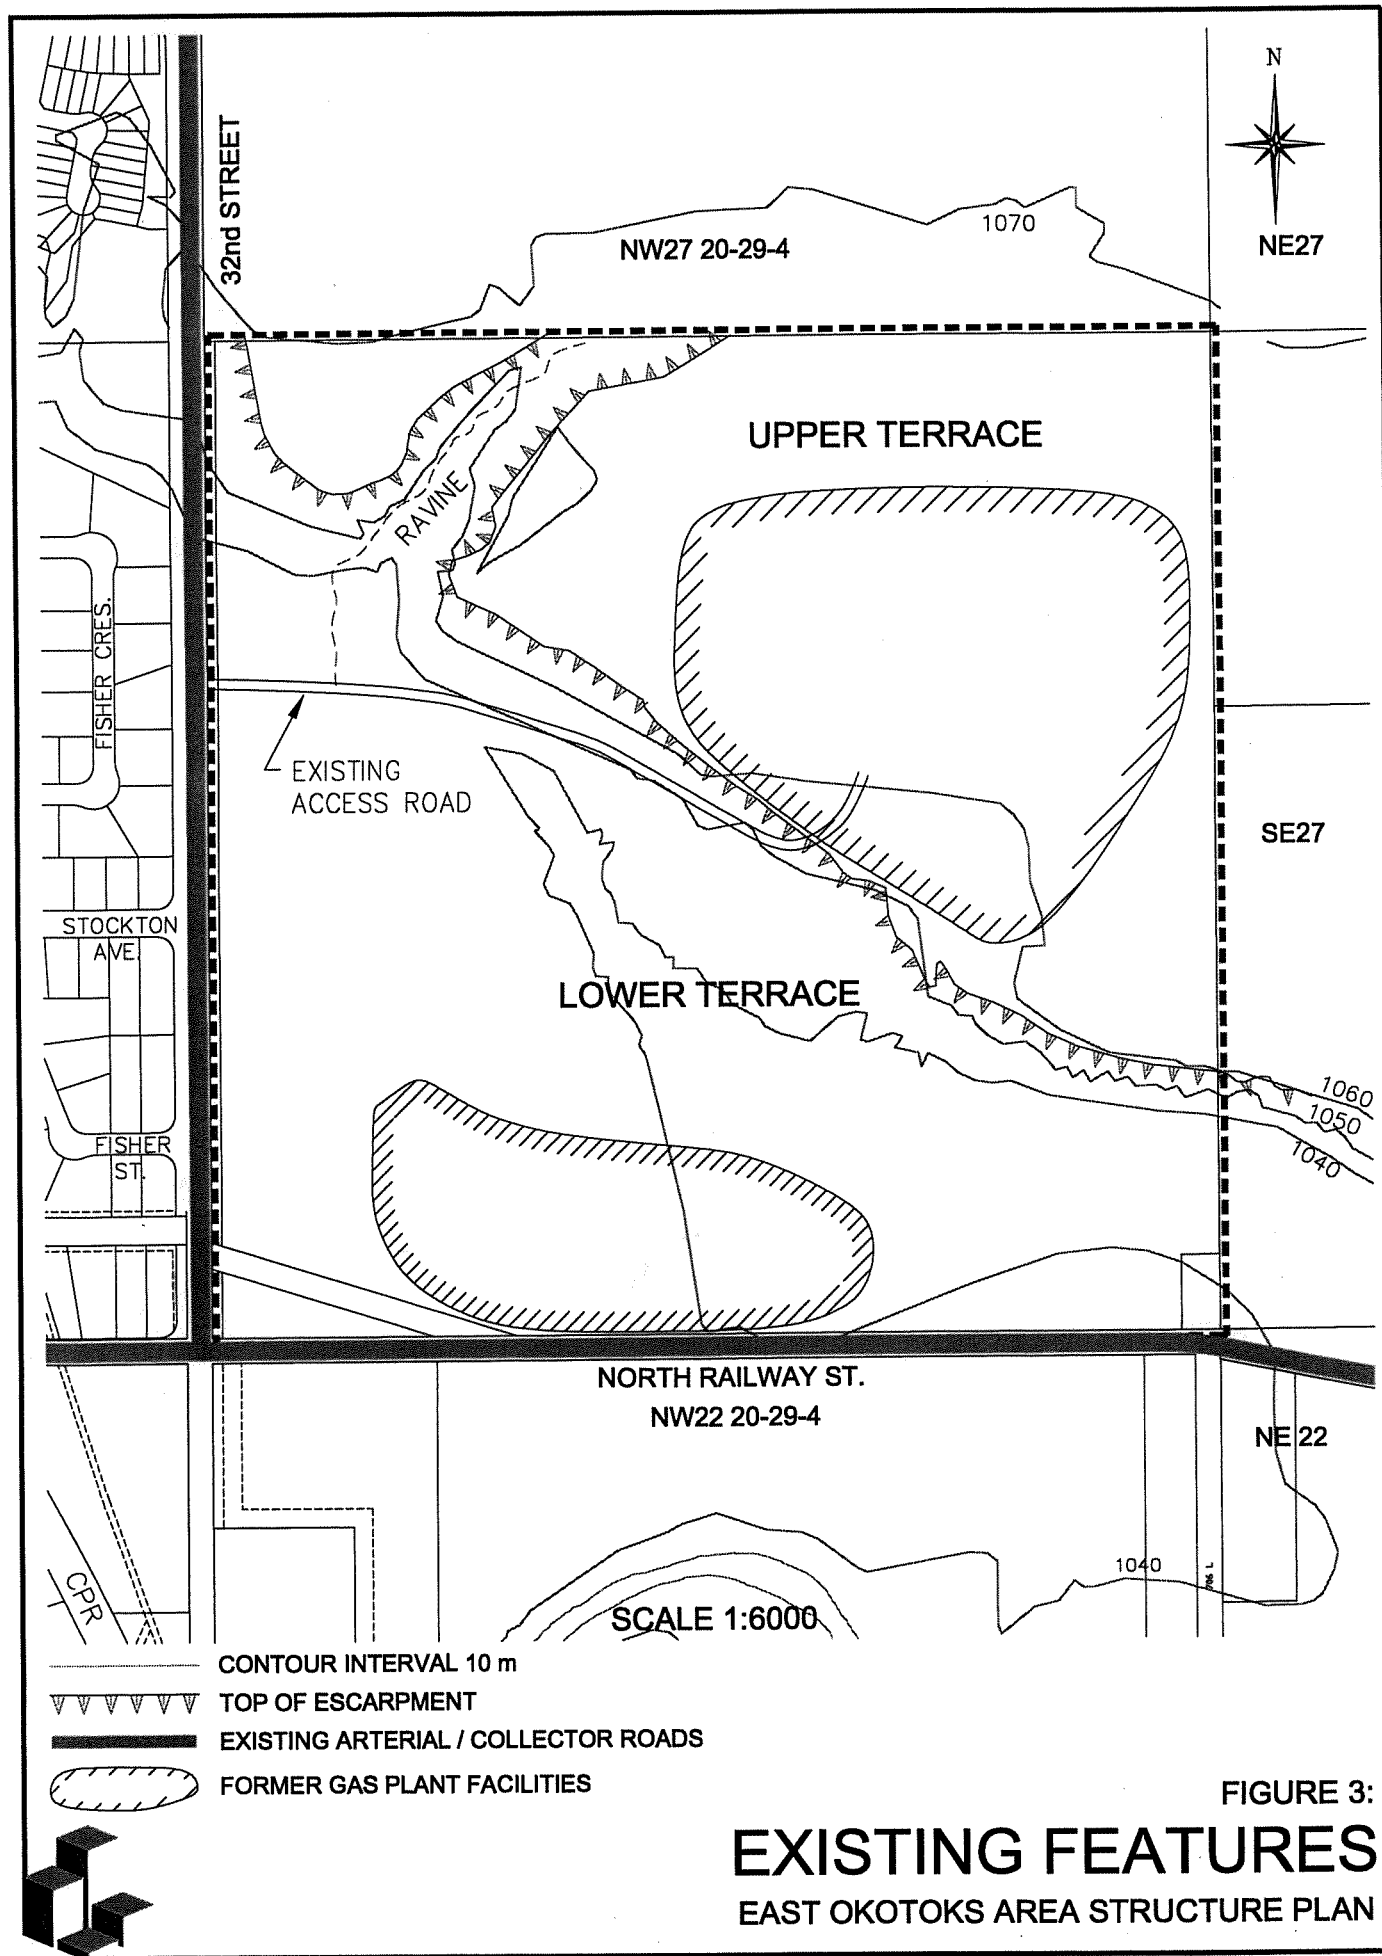 N
32nd STREET
1070
NW27 20-29-4
NE27
UPPER TERRACE
RAVINE
FISHER CRES.
EXISTING
ACCESS ROAD
SE27
STOCKTON
AVE.
LOWER TERRACE
1060
1050
1040
FISHER
ST.
NORTH RAILWAY ST.
NW22 20-29-4
NE 22
1040
CPR
SCALE 1:6000
CONTOUR INTERVAL 10 m
TOP OF ESCARPMENT
EXISTING ARTERIAL / COLLECTOR ROADS
FORMER GAS PLANT FACILITIES
FIGURE 3:
EXISTING FEATURES
EAST OKOTOKS AREA STRUCTURE PLAN